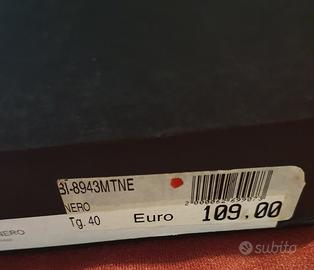 BI-8943MTNE
NERO
Tg. 40
Euro 109.00
NERO
subito